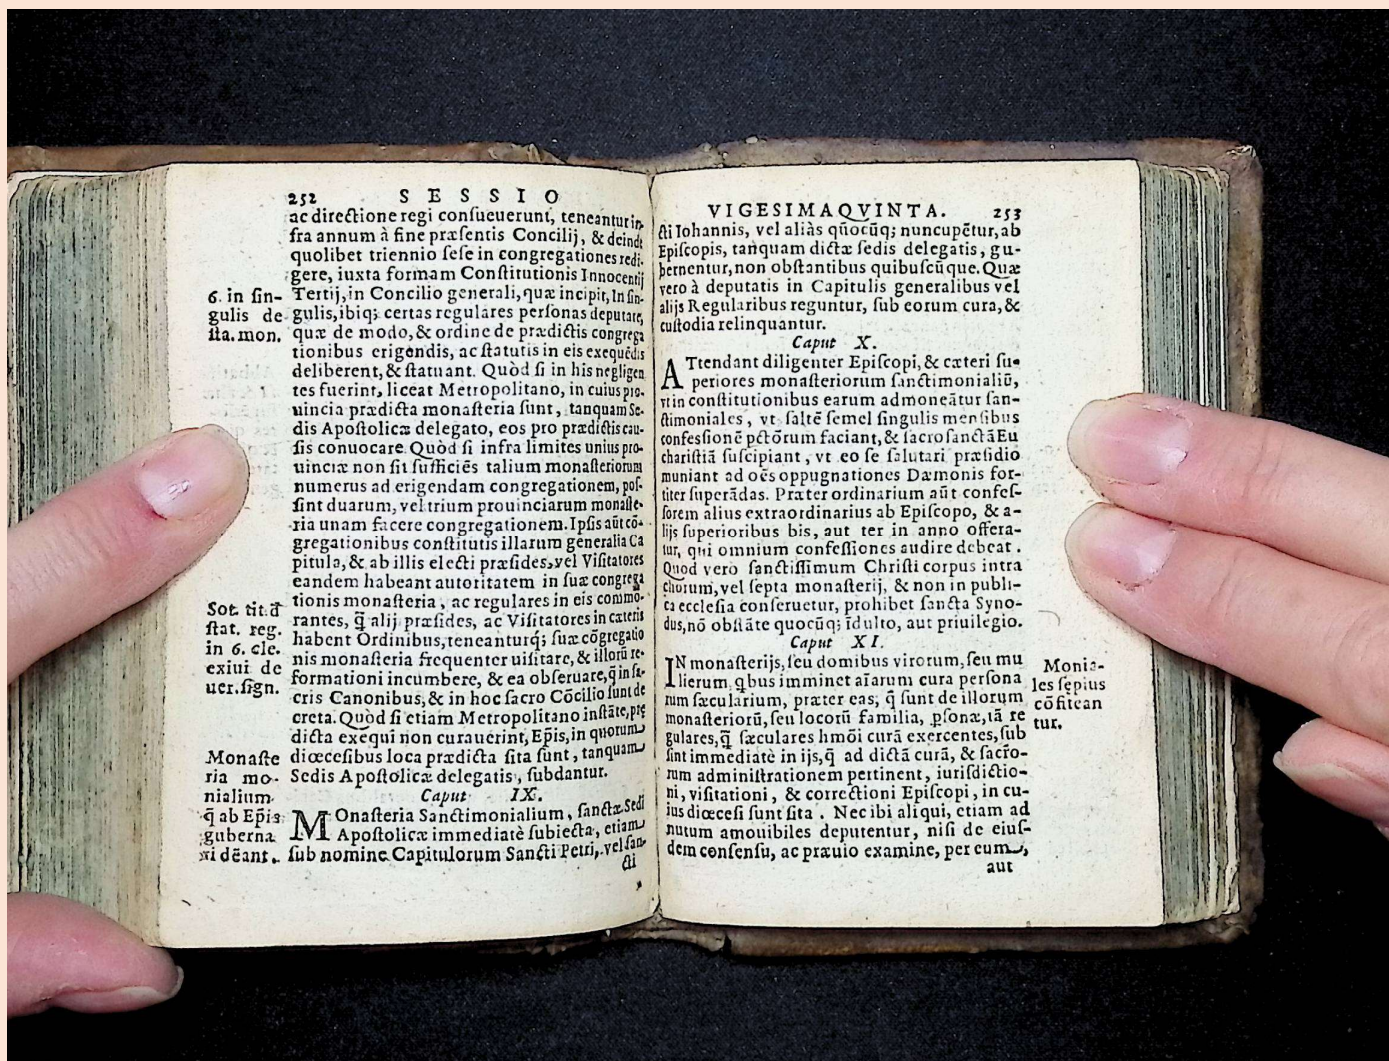 252 SESSIO
ac directione regi conſueuerunt, teneantur in-
fra annum à fine præſentis Concilij, & deinde
quolibet triennio ſeſe in congregationes redi-
gere, iuxta formam Conſtitutionis Innocentij
Tertij, in Concilio generali, quæ incipit, In ſin-
gulis, ibiq; certas regulares perſonas deputare,
quæ de modo, & ordine de prædictis congrega
tionibus erigendis, ac ſtatutis in eis exequēdis
deliberent, & ſtatuant. Quòd ſi in his negligen
tes fuerint, liceat Metropolitano, in cuius pro-
uincia prædicta monaſteria ſunt, tanquam Se-
dis Apoſtolicæ delegato, eos pro prædictis cau-
ſis conuocare. Quòd ſi infra limites unius pro-
uinciæ non ſit ſufficiēs talium monaſteriorum
numerus ad erigendam congregationem, poſ-
ſint duarum, vel trium prouinciarum monaſte-
ria unam facere congregationem. Ipſis aūt cō-
gregationibus conſtitutis illarum generalia Ca
pitula, & ab illis electi præſides, vel Viſitatores
eandem habeant autoritatem in ſuæ congrega
tionis monaſteria, ac regulares in eis commo-
rantes, q̄ alij præſides, ac Viſitatores in cæteris
habent Ordinibus, teneanturq; ſuæ cōgregatio
nis monaſteria frequenter uiſitare, & illorū re-
formationi incumbere, & ea obſeruare, q̄ in ſa-
cris Canonibus, & in hoc ſacro Cōcilio ſunt de
creta. Quòd ſi etiam Metropolitano inſtāte, prę
dicta exequi non curauerint, Ep̄is, in quorum
diœceſibus loca prædicta ſita ſunt, tanquam
Sedis Apoſtolicæ delegatis, ſubdantur.
Caput IX.
MOnaſteria Sanctimonialium, ſanctæ Sedi
Apoſtolicæ immediatè ſubiecta, etiam
ſub nomine Capitulorum Sancti Petri, vel ſan-
cti
6. in ſin-
gulis de
ſta. mon.
Sot. tit. đ
ſtat. reg.
in 6. cle.
exiui de
uer. ſign.
Monaſte
ria mo-
nialium
q ab Ep̄is
guberna
ri dēant.
VIGESIMAQVINTA. 253
cti Iohannis, vel aliàs quōcūq; nuncupētur, ab
Epiſcopis, tanquam dictæ ſedis delegatis, gu-
bernentur, non obſtantibus quibuſcūque. Quæ
vero à deputatis in Capitulis generalibus vel
alijs Regularibus reguntur, ſub eorum cura, &
cuſtodia relinquantur.
Caput X.
ATtendant diligenter Epiſcopi, & cæteri ſu-
periores monaſteriorum ſanctimonialiū,
vt in conſtitutionibus earum admoneātur ſan-
ctimoniales, vt ſaltē ſemel ſingulis menſibus
confeſſionē pctōrum faciant, & ſacroſanctā Eu
chariſtiā ſuſcipiant, vt eo ſe ſalutari præſidio
muniant ad oēs oppugnationes Dæmonis for-
titer ſuperādas. Præter ordinarium aūt confeſ-
ſorem alius extraordinarius ab Epiſcopo, & a-
lijs ſuperioribus bis, aut ter in anno offera-
tur, qui omnium confeſſiones audire debeat.
Quod vero ſanctiſſimum Chriſti corpus intra
chorum, vel ſepta monaſterij, & non in publi-
ca eccleſia conſeruetur, prohibet ſancta Syno-
dus, nō obſtāte quocūq; īdulto, aut priuilegio.
Caput XI.
IN monaſterijs, ſeu domibus virorum, ſeu mu
lierum, qbus imminet aīarum cura perſona
rum ſæcularium, præter eas, q̄ ſunt de illorum
monaſteriorū, ſeu locorū familia, ꝑſonæ, tā re
gulares, q̄ ſæculares hmōi curā exercentes, ſub
ſint immediatè in ijs, q̄ ad dictā curā, & ſacro-
rum adminiſtrationem pertinent, iuriſdictio-
ni, viſitationi, & correctioni Epiſcopi, in cu-
ius diœceſi ſunt ſita. Nec ibi aliqui, etiam ad
nutum amouibiles deputentur, niſi de eiuſ-
dem conſenſu, ac præuio examine, per eum,
aut
Monia-
les ſepius
cōfitean
tur.